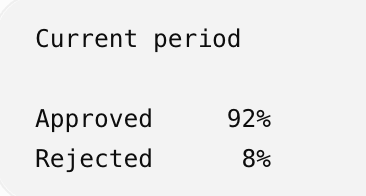 Current period
Approved     92%
Rejected      8%